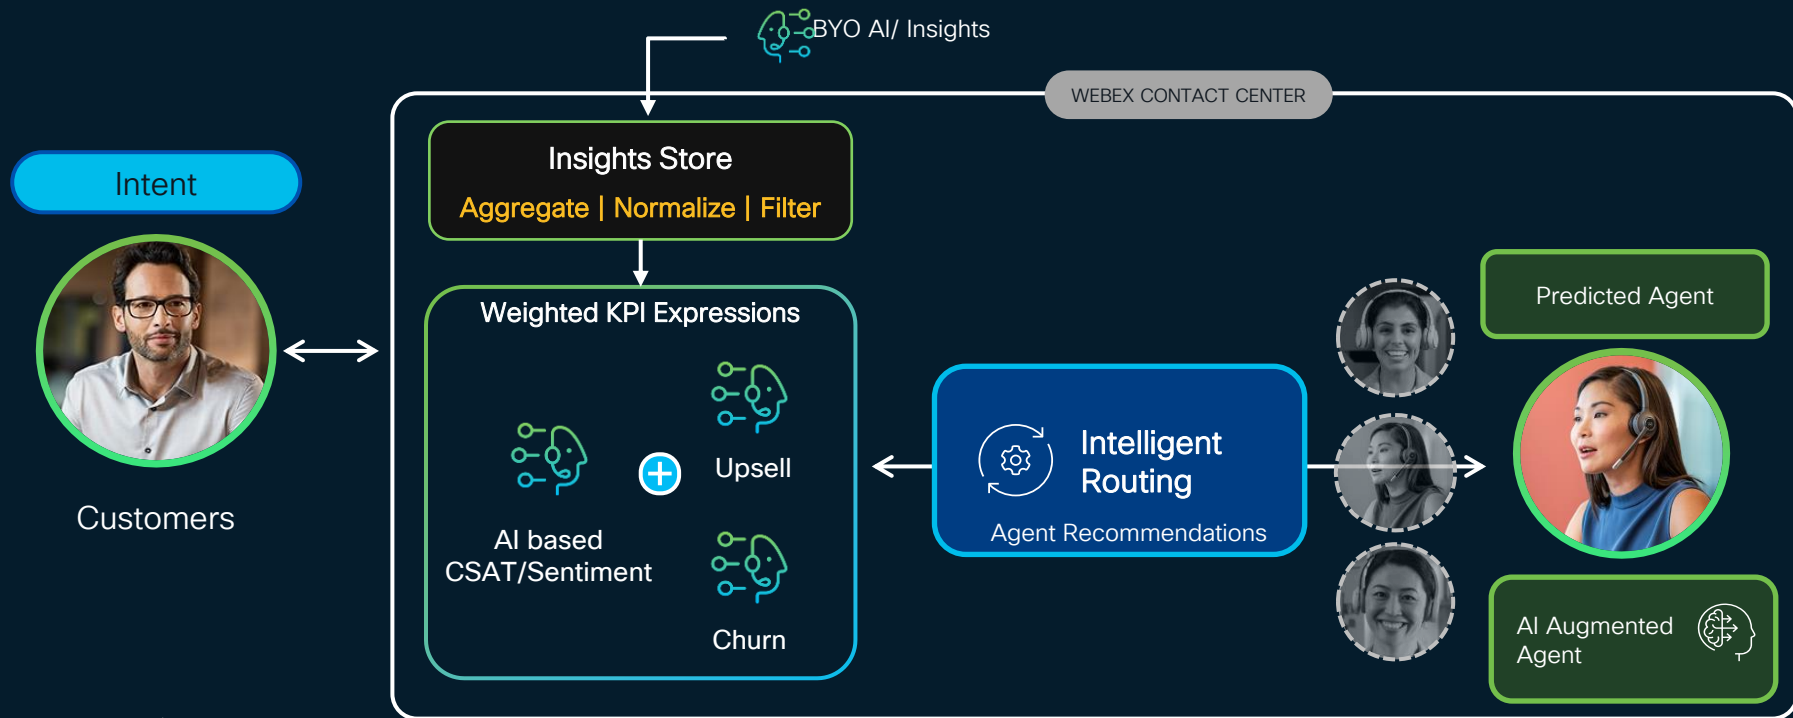 BYO AI/ Insights
WEBEX CONTACT CENTER
Intent
Customers
Insights Store
Aggregate | Normalize | Filter
Weighted KPI Expressions
AI based
CSAT/Sentiment
Upsell
Churn
Intelligent
Routing
Agent Recommendations
Predicted Agent
AI Augmented
Agent